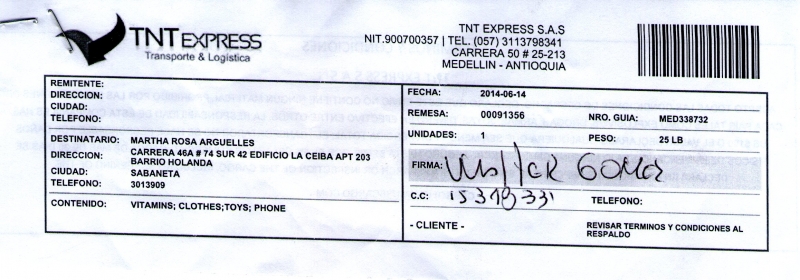 TNT EXPRESS
Transporte & Logistica
TNT EXPRESS S.A.S
NIT.900700357 | TEL. (057) 3113798341
CARRERA 50 # 25-213
MEDELLIN - ANTIOQUIA
REMITENTE:
DIRECCION:
CIUDAD:
TELEFONO:
DESTINATARIO: MARTHA ROSA ARGUELLES
DIRECCION: CARRERA 46A # 74 SUR 42 EDIFICIO LA CEIBA APT 203
BARRIO HOLANDA
CIUDAD: SABANETA
TELEFONO: 3013909
CONTENIDO: VITAMINS; CLOTHES;TOYS; PHONE
FECHA: 2014-06-14
REMESA: 00091356 NRO. GUIA: MED338732
UNIDADES: 1 PESO: 25 LB
FIRMA: GOMEZ
C.C: TELEFONO:
- CLIENTE - REVISAR TERMINOS Y CONDICIONES AL
RESPALDO